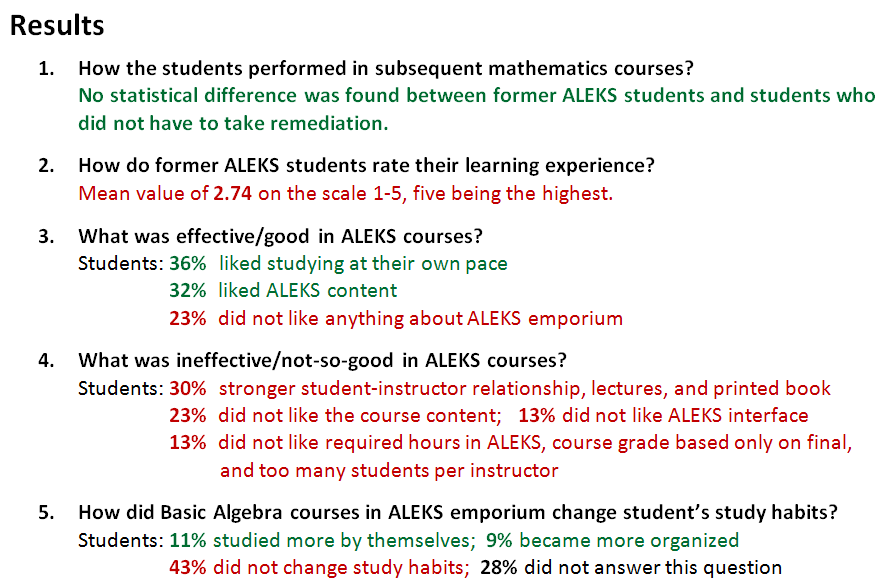 Results
1. How the students performed in subsequent mathematics courses?
No statistical difference was found between former ALEKS students and students who
did not have to take remediation.
2. How do former ALEKS students rate their learning experience?
Mean value of 2.74 on the scale 1-5, five being the highest.
3. What was effective/good in ALEKS courses?
Students: 36% liked studying at their own pace
32% liked ALEKS content
23% did not like anything about ALEKS emporium
4. What was ineffective/not-so-good in ALEKS courses?
Students: 30% stronger student-instructor relationship, lectures, and printed book
23% did not like the course content; 13% did not like ALEKS interface
13% did not like required hours in ALEKS, course grade based only on final,
and too many students per instructor
5. How did Basic Algebra courses in ALEKS emporium change student's study habits?
Students: 11% studied more by themselves; 9% became more organized
43% did not change study habits; 28% did not answer this question